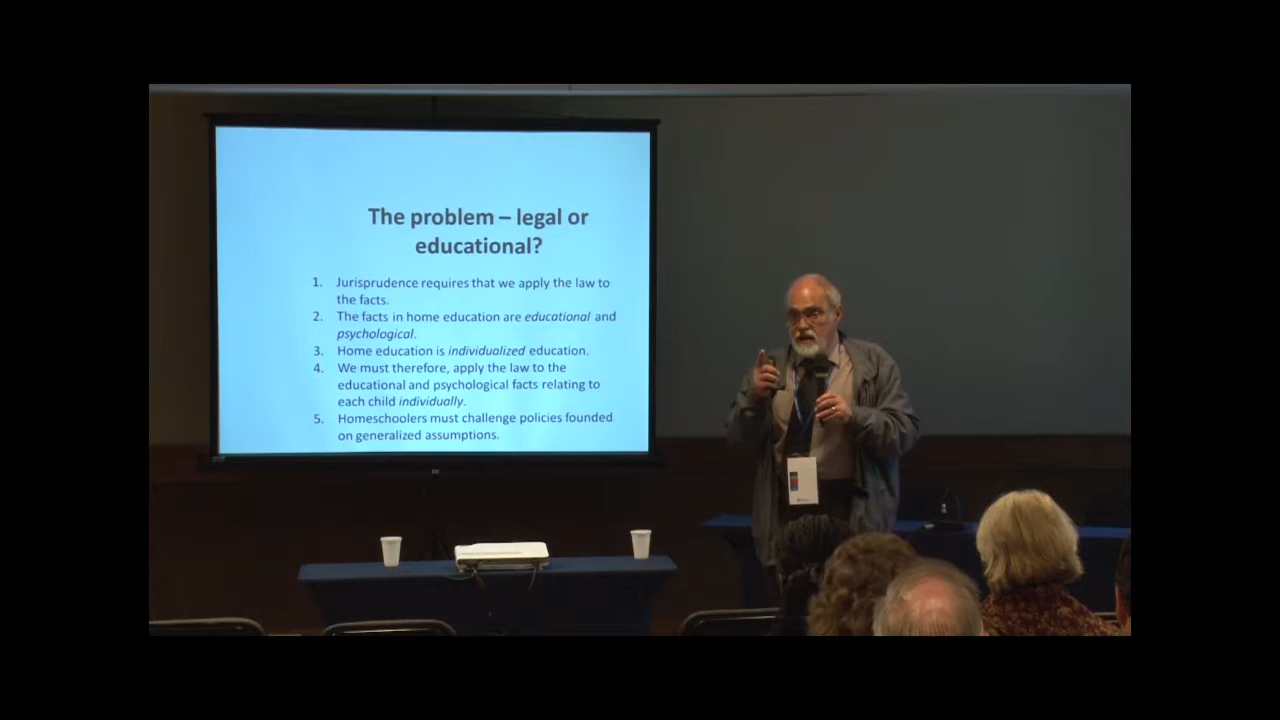 The problem – legal or
educational?
1. Jurisprudence requires that we apply the law to
the facts.
2. The facts in home education are educational and
psychological.
3. Home education is individualized education.
4. We must therefore, apply the law to the
educational and psychological facts relating to
each child individually.
5. Homeschoolers must challenge policies founded
on generalized assumptions.